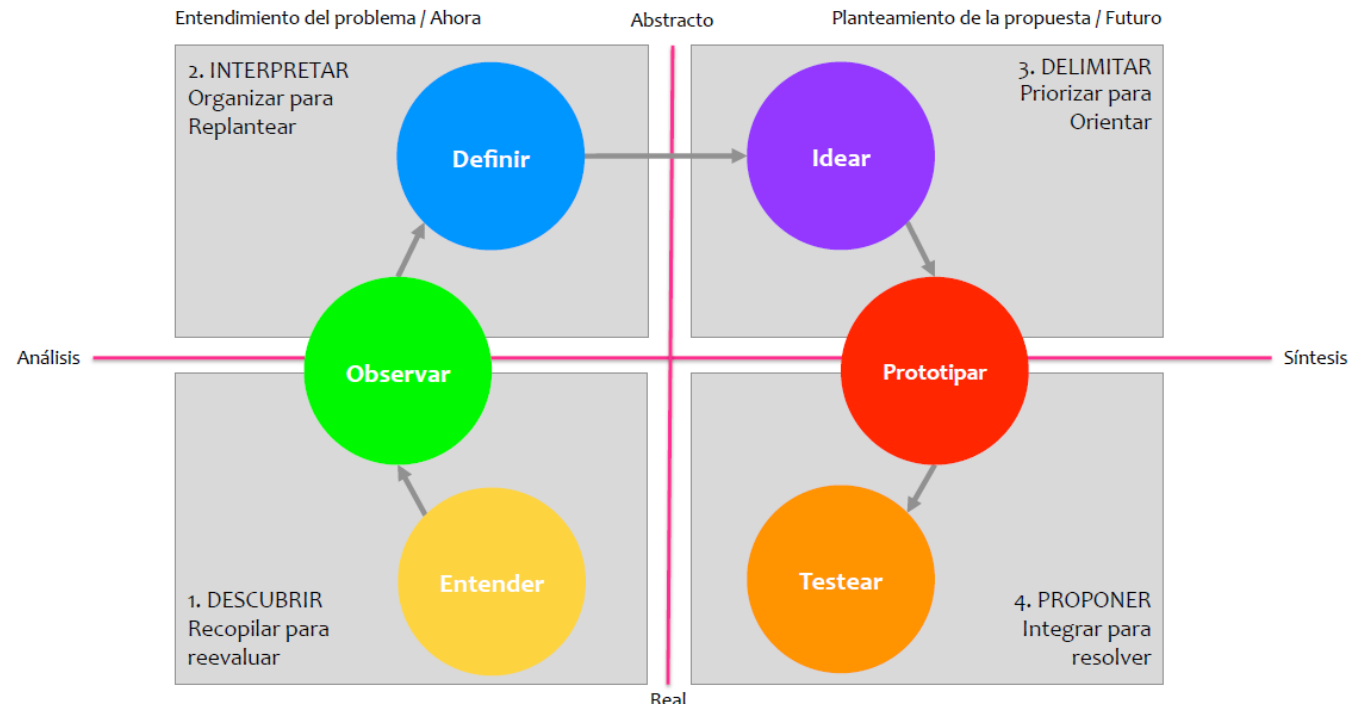 Entendimiento del problema / Ahora
Abstracto
Planteamiento de la propuesta / Futuro
2. INTERPRETAR
Organizar para
Replantear
Definir
Idear
3. DELIMITAR
Priorizar para
Orientar
Análisis
Observar
Prototipar
Síntesis
Entender
1. DESCUBRIR
Recopilar para
reevaluar
Testear
4. PROPONER
Integrar para
resolver
Real